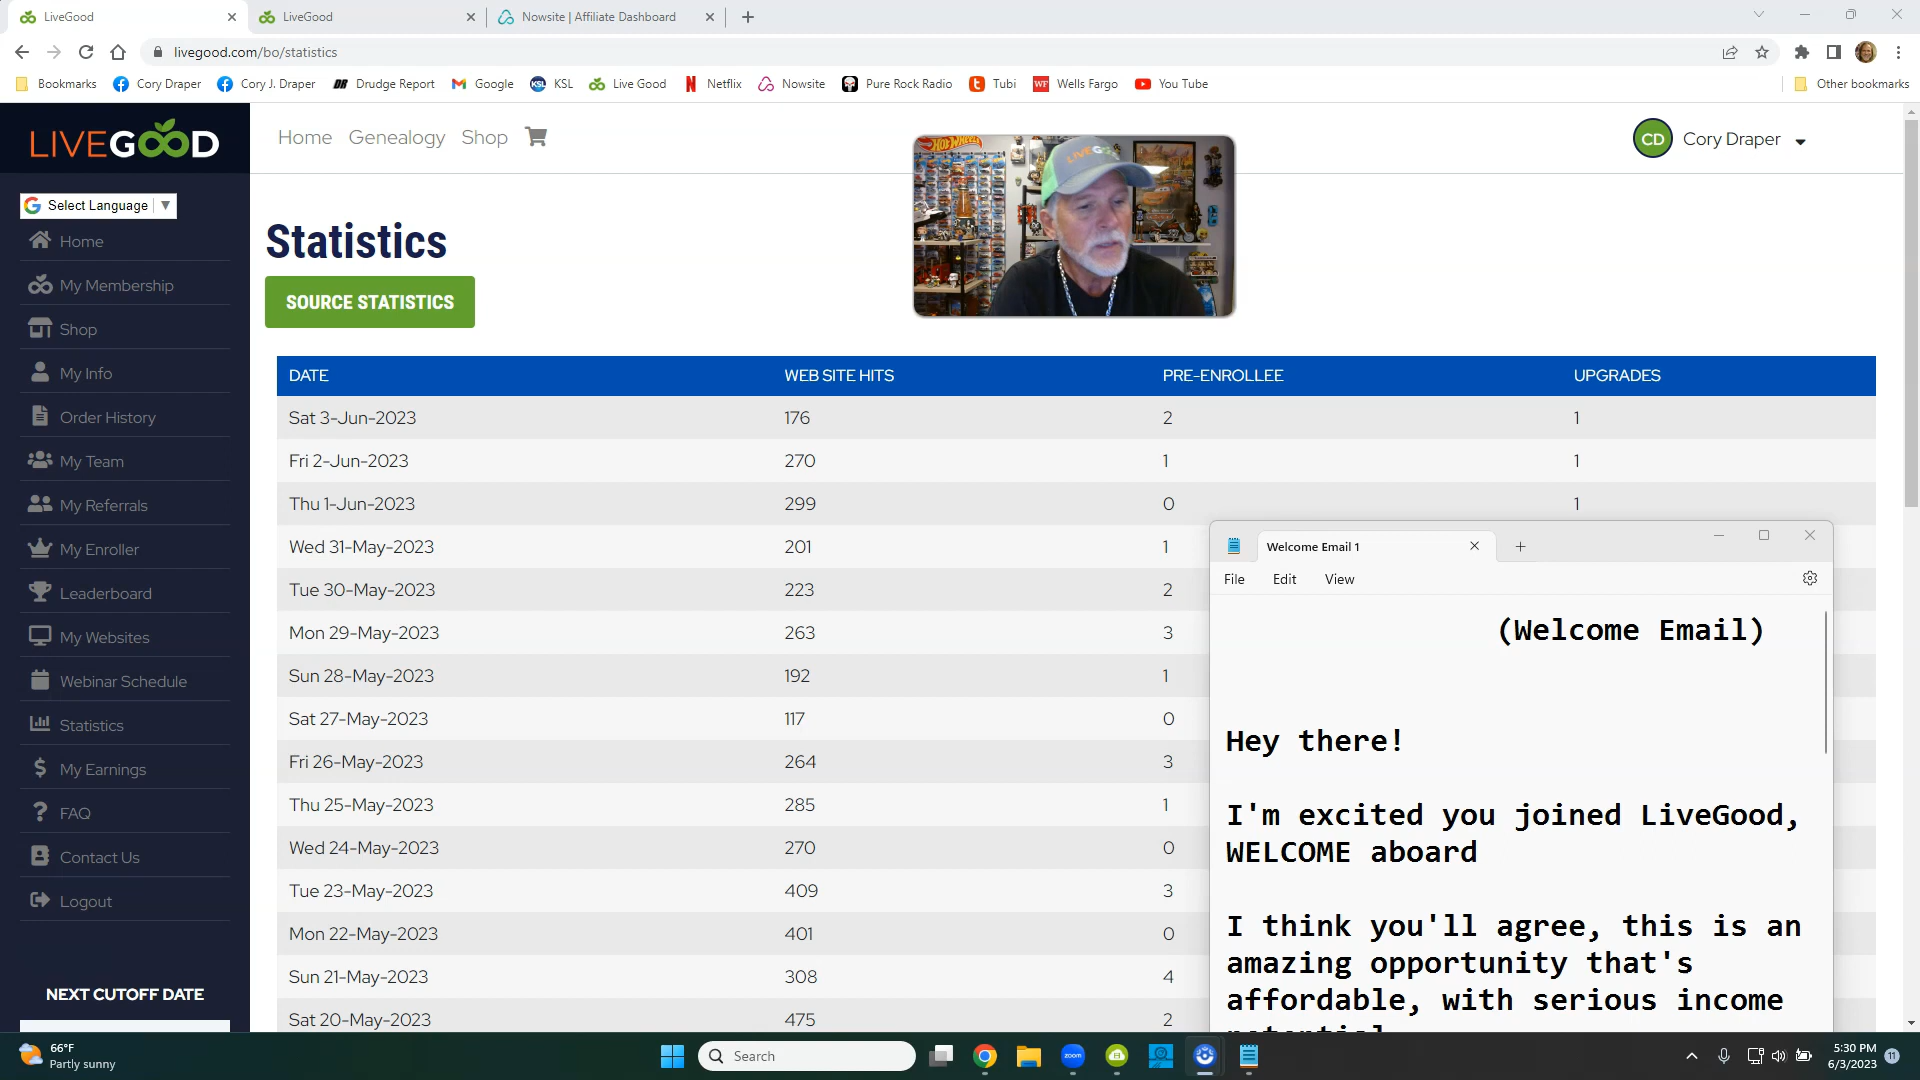 LiveGood
LiveGood
Nowsite | Affiliate Dashboard
livegood.com/bo/statistics
Bookmarks
Cory Draper
Cory J. Draper
DR Drudge Report
Google
KSL KSL
Live Good
Netflix
Nowsite
Pure Rock Radio
Tubi
WF Wells Fargo
You Tube
Other bookmarks
LIVEGOOD
Home Genealogy Shop
HOT WHEELS
LIVEGOOD
CD Cory Draper
Select Language ▼
Home
My Membership
Shop
My Info
Order History
My Team
My Referrals
My Enroller
Leaderboard
My Websites
Webinar Schedule
Statistics
My Earnings
FAQ
Contact Us
Logout
NEXT CUTOFF DATE
Statistics
SOURCE STATISTICS
DATE WEB SITE HITS PRE-ENROLLEE UPGRADES
Sat 3-Jun-2023 176 2 1
Fri 2-Jun-2023 270 1 1
Thu 1-Jun-2023 299 0 1
Wed 31-May-2023 201 1
Tue 30-May-2023 223 2
Mon 29-May-2023 263 3
Sun 28-May-2023 192 1
Sat 27-May-2023 117 0
Fri 26-May-2023 264 3
Thu 25-May-2023 285 1
Wed 24-May-2023 270 0
Tue 23-May-2023 409 3
Mon 22-May-2023 401 0
Sun 21-May-2023 308 4
Sat 20-May-2023 475 2
Welcome Email 1
File Edit View
(Welcome Email)
Hey there!
I'm excited you joined LiveGood,
WELCOME aboard
I think you'll agree, this is an
amazing opportunity that's
affordable, with serious income
66°F
Partly sunny
Search
zoom
5:30 PM
6/3/2023
11